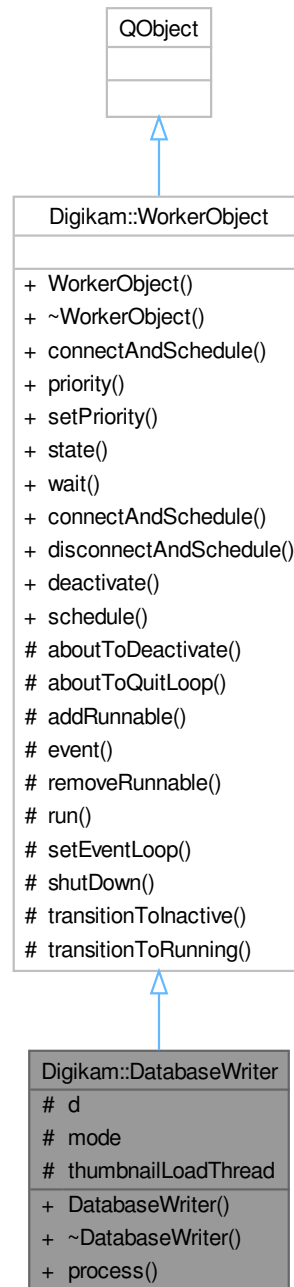 QObject
Digikam::WorkerObject
+ WorkerObject()
+ ~WorkerObject()
+ connectAndSchedule()
+ priority()
+ setPriority()
+ state()
+ wait()
+ connectAndSchedule()
+ disconnectAndSchedule()
+ deactivate()
+ schedule()
# aboutToDeactivate()
# aboutToQuitLoop()
# addRunnable()
# event()
# removeRunnable()
# run()
# setEventLoop()
# shutDown()
# transitionToInactive()
# transitionToRunning()
Digikam::DatabaseWriter
# d
# mode
# thumbnailLoadThread
+ DatabaseWriter()
+ ~DatabaseWriter()
+ process()